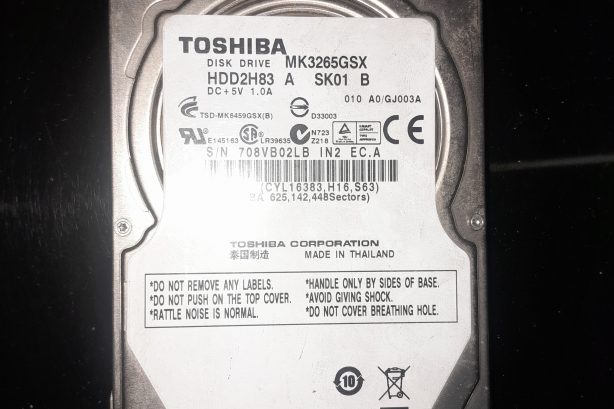 TOSHIBA
DISK DRIVE MK3265GSX
HDD2H83 A SK01 B
DC+5V 1.0A
010 A0/GJ003A
TSD-MK6459GSX(B) D33003
E145163 LR39635 N723
Z218
CE
S/N 708VB02LB IN2 EC.A
(CYL16383,H16,S63)
BA 625,142,448Sectors)
TOSHIBA CORPORATION
泰国制造 MADE IN THAILAND
*DO NOT REMOVE ANY LABELS. *HANDLE ONLY BY SIDES OF BASE.
*DO NOT PUSH ON THE TOP COVER. *AVOID GIVING SHOCK.
*RATTLE NOISE IS NORMAL. *DO NOT COVER BREATHING HOLE.
10